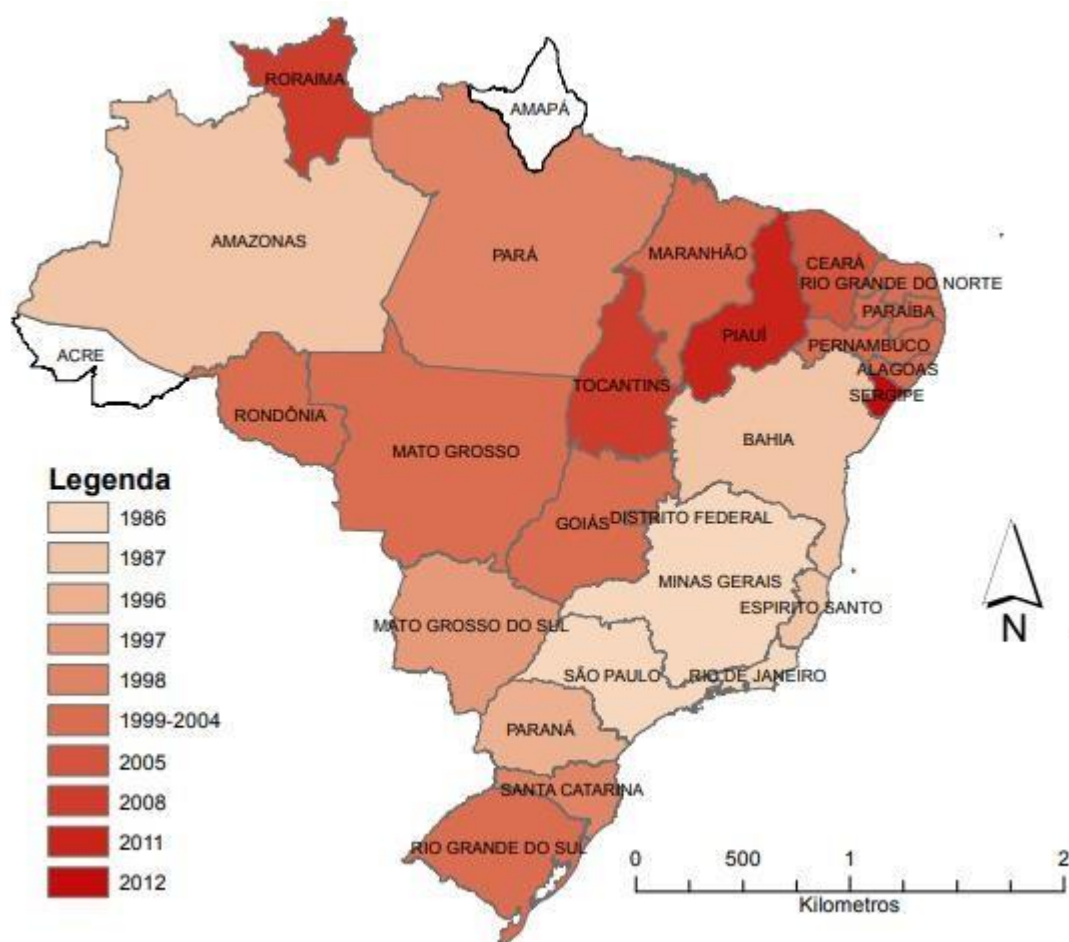 RORAIMA
AMAPÁ
AMAZONAS
PARÁ
MARANHÃO
CEARÁ
RIO GRANDE DO NORTE
PARAÍBA
PIAUÍ
PERNAMBUCO
ACRE
ALAGOAS
TOCANTINS
SERGIPE
RONDÔNIA
BAHIA
MATO GROSSO
Legenda
1986
1987
1996
1997
1998
1999-2004
2005
2008
2011
2012
GOIÁS
DISTRITO FEDERAL
MINAS GERAIS
ESPIRITO SANTO
MATO GROSSO DO SUL
SÃO PAULO
RIO DE JANEIRO
PARANÁ
SANTA CATARINA
RIO GRANDE DO SUL
N
0 500 1 2
Kilometros